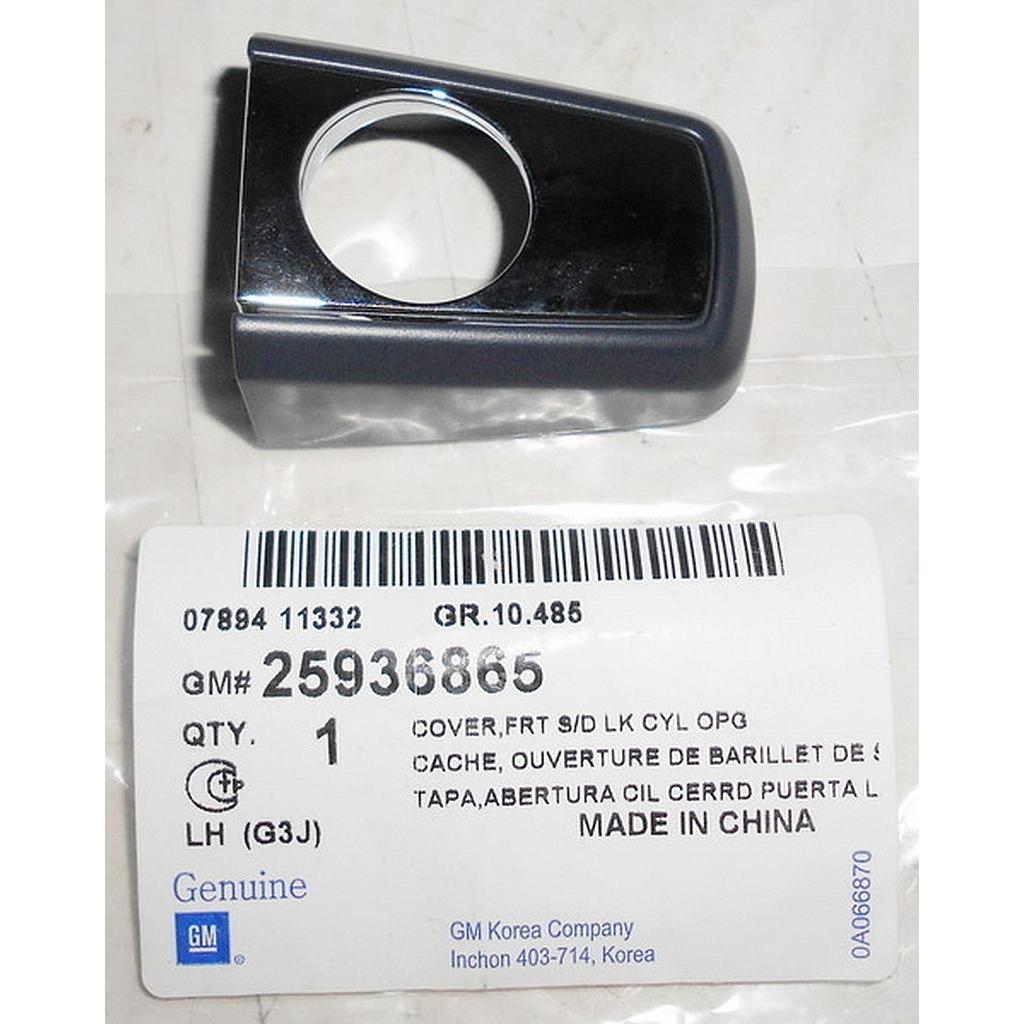 07894 11332 GR.10.485
GM# 25936865
QTY. 1 COVER,FRT S/D LK CYL OPG
CACHE, OUVERTURE DE BARILLET DE
TAPA,ABERTURA CIL CERRD PUERTA L
LH (G3J) MADE IN CHINA
Genuine
GM
GM Korea Company
Inchon 403-714, Korea
0A066870